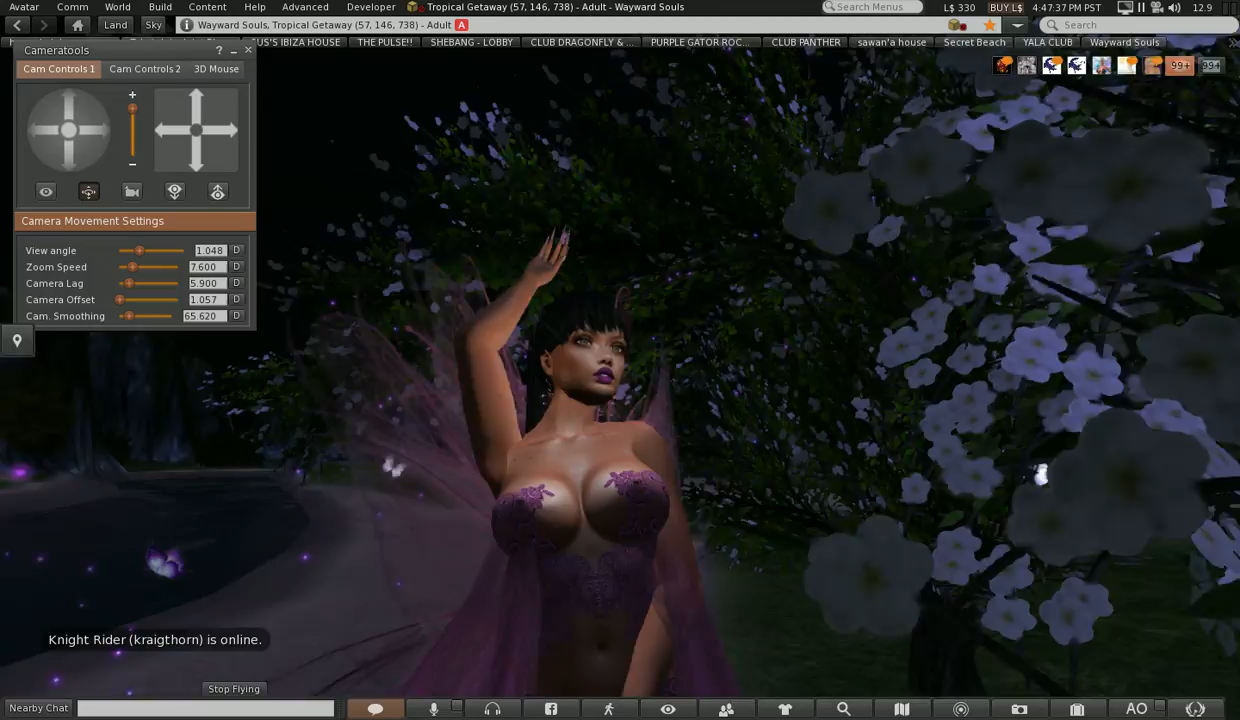 Avatar Comm World Build Content Help Advanced Developer Tropical Getaway (57, 146, 738) - Adult - Wayward Souls Search Menus L$ 330 BUY L$ 4:47:37 PM PST 12.9
Land Sky Wayward Souls, Tropical Getaway (57, 146, 738) - Adult A Search
US'S IBIZA HOUSE THE PULSE!! SHEBANG - LOBBY CLUB DRAGONFLY & ... PURPLE GATOR ROC... CLUB PANTHER sawan'a house Secret Beach YALA CLUB Wayward Souls
Cameratools ? _ ×
Cam Controls 1 Cam Controls 2 3D Mouse
99+ 99+
+
−
Camera Movement Settings
View angle 1.048 D
Zoom Speed 7.600 D
Camera Lag 5.900 D
Camera Offset 1.057 D
Cam. Smoothing 65.620 D
Knight Rider (kraigthorn) is online.
Stop Flying
Nearby Chat AO